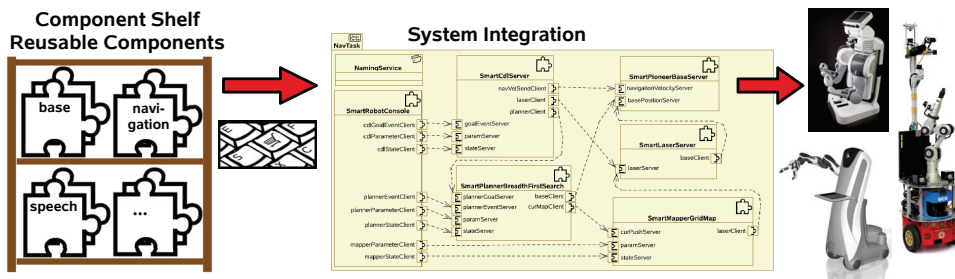 Component Shelf
Reusable Components
base
navi-
gation
speech
...
System Integration
NavTask
NamingService
SmartRobotConsole
cdlGoalEventClient
cdlParameterClient
cdlStateClient
plannerEventClient
plannerParameterClient
plannerStateClient
mapperParameterClient
mapperStateClient
SmartCdlServer
navVelSendClient
laserClient
plannerClient
goalEventServer
paramServer
stateServer
laserServer
SmartPlannerBreadthFirstSearch
plannerGoalServer
plannerEventServer
paramServer
stateServer
baseClient
curMapClient
SmartPioneerBaseServer
navigationVelocityServer
basePositionServer
SmartLaserServer
baseClient
SmartMapperGridMap
curPushServer
paramServer
stateServer
laserClient
SICK